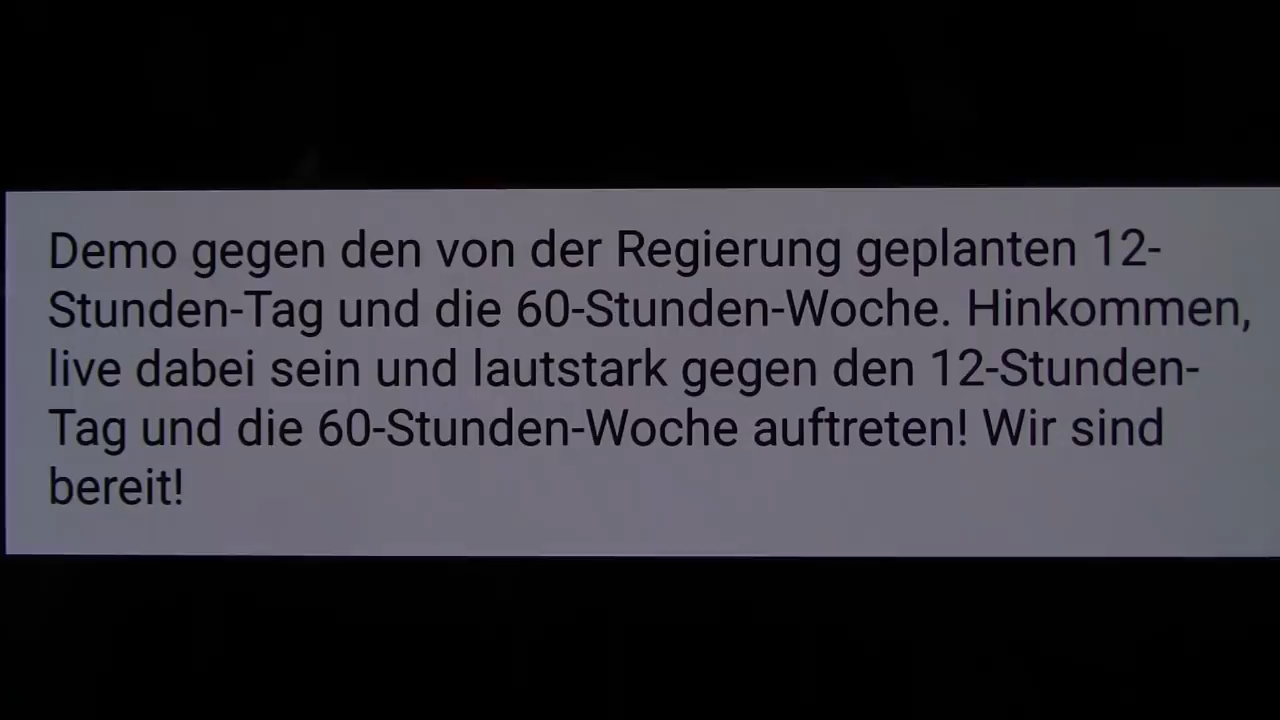 Demo gegen den von der Regierung geplanten 12-
Stunden-Tag und die 60-Stunden-Woche. Hinkommen,
live dabei sein und lautstark gegen den 12-Stunden-
Tag und die 60-Stunden-Woche auftreten! Wir sind
bereit!